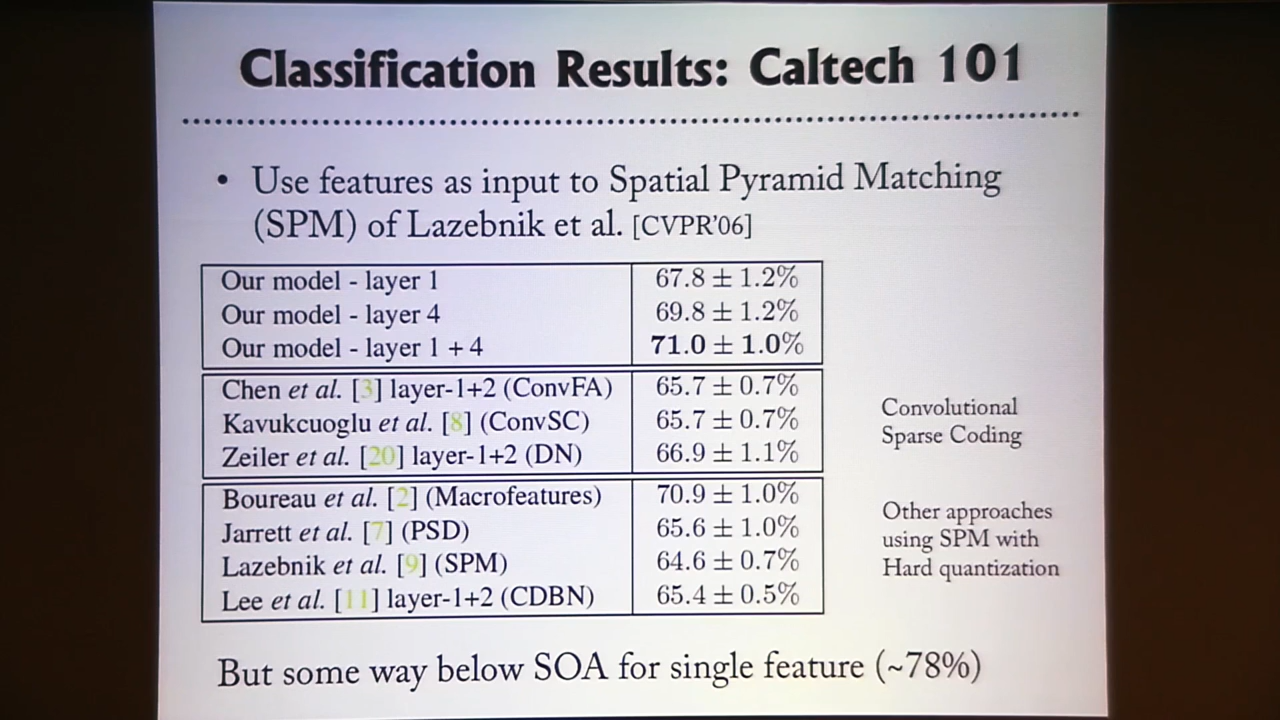 Classification Results: Caltech 101
• Use features as input to Spatial Pyramid Matching
(SPM) of Lazebnik et al. [CVPR'06]
Our model - layer 1 67.8 ± 1.2%
Our model - layer 4 69.8 ± 1.2%
Our model - layer 1 + 4 71.0 ± 1.0%
Chen et al. [3] layer-1+2 (ConvFA) 65.7 ± 0.7%
Kavukcuoglu et al. [8] (ConvSC) 65.7 ± 0.7%
Zeiler et al. [20] layer-1+2 (DN) 66.9 ± 1.1%
Convolutional
Sparse Coding
Boureau et al. [2] (Macrofeatures) 70.9 ± 1.0%
Jarrett et al. [7] (PSD) 65.6 ± 1.0%
Lazebnik et al. [9] (SPM) 64.6 ± 0.7%
Lee et al. [11] layer-1+2 (CDBN) 65.4 ± 0.5%
Other approaches
using SPM with
Hard quantization
But some way below SOA for single feature (~78%)